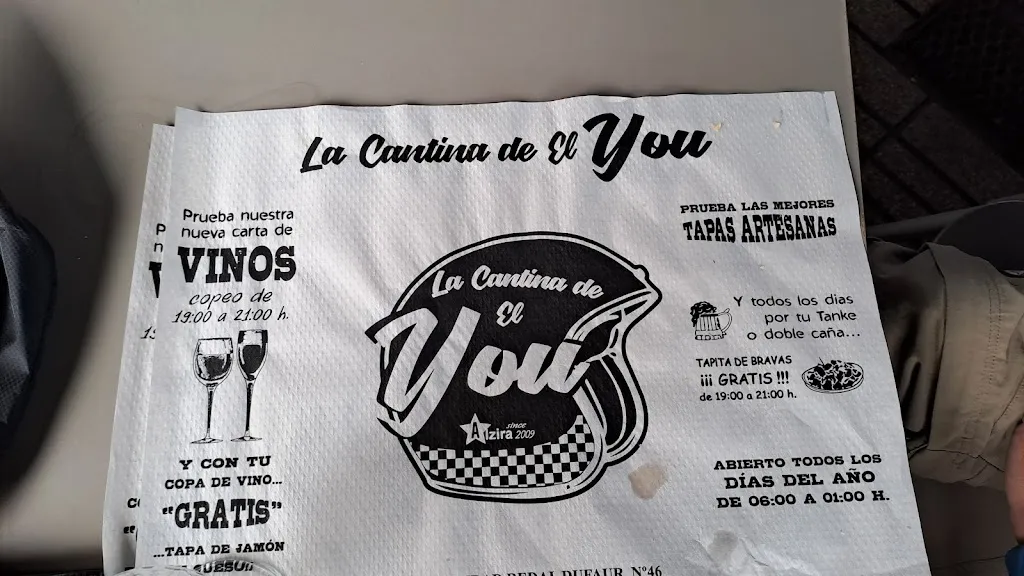 La Cantina de El You
Prueba nuestra
nueva carta de
VINOS
copeo de
19:00 a 21:00 h.
Y CON TU
COPA DE VINO...
"GRATIS"
...TAPA DE JAMÓN
La Cantina de
El
You
since
Alzira 2009
PRUEBA LAS MEJORES
TAPAS ARTESANAS
Y todos los dias
por tu Tanke
o doble caña...
TAPITA DE BRAVAS
¡¡¡ GRATIS !!!
de 19:00 a 21:00 h.
ABIERTO TODOS LOS
DÍAS DEL AÑO
DE 06:00 A 01:00 H.
DUFAUR, Nº46